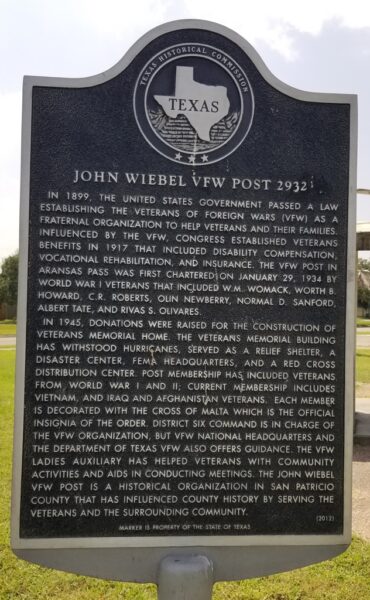 TEXAS HISTORICAL COMMISSION
TEXAS
JOHN WIEBEL VFW POST 2932
IN 1899, THE UNITED STATES GOVERNMENT PASSED A LAW
ESTABLISHING THE VETERANS OF FOREIGN WARS (VFW) AS A
FRATERNAL ORGANIZATION TO HELP VETERANS AND THEIR FAMILIES.
INFLUENCED BY THE VFW, CONGRESS ESTABLISHED VETERANS
BENEFITS IN 1917 THAT INCLUDED DISABILITY COMPENSATION,
VOCATIONAL REHABILITATION, AND INSURANCE. THE VFW POST IN
ARANSAS PASS WAS FIRST CHARTERED ON JANUARY 29, 1934 BY
WORLD WAR I VETERANS THAT INCLUDED W.M. WOMACK, WORTH B.
HOWARD, C.R. ROBERTS, OLIN NEWBERRY, NORMAL D. SANFORD,
ALBERT TATE, AND RIVAS S. OLIVARES.
IN 1945, DONATIONS WERE RAISED FOR THE CONSTRUCTION OF
VETERANS MEMORIAL HOME. THE VETERANS MEMORIAL BUILDING
HAS WITHSTOOD HURRICANES, SERVED AS A RELIEF SHELTER, A
DISASTER CENTER, FEMA HEADQUARTERS, AND A RED CROSS
DISTRIBUTION CENTER. POST MEMBERSHIP HAS INCLUDED VETERANS
FROM WORLD WAR I AND II; CURRENT MEMBERSHIP INCLUDES
VIETNAM, AND IRAQ AND AFGHANISTAN VETERANS. EACH MEMBER
IS DECORATED WITH THE CROSS OF MALTA WHICH IS THE OFFICIAL
INSIGNIA OF THE ORDER. DISTRICT SIX COMMAND IS IN CHARGE OF
THE VFW ORGANIZATION, BUT VFW NATIONAL HEADQUARTERS AND
THE DEPARTMENT OF TEXAS VFW ALSO OFFERS GUIDANCE. THE VFW
LADIES AUXILIARY HAS HELPED VETERANS WITH COMMUNITY
ACTIVITIES AND AIDS IN CONDUCTING MEETINGS. THE JOHN WIEBEL
VFW POST IS A HISTORICAL ORGANIZATION IN SAN PATRICIO
COUNTY THAT HAS INFLUENCED COUNTY HISTORY BY SERVING THE
VETERANS AND THE SURROUNDING COMMUNITY.
(2012)
MARKER IS PROPERTY OF THE STATE OF TEXAS